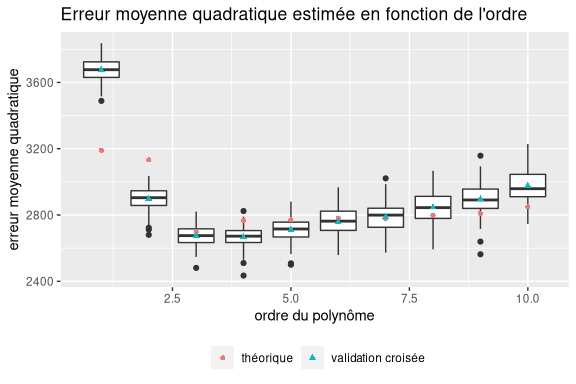 Erreur moyenne quadratique estimée en fonction de l'ordre
erreur moyenne quadratique
3600
3200
2800
2400
2.5 5.0 7.5 10.0
ordre du polynôme
théorique validation croisée